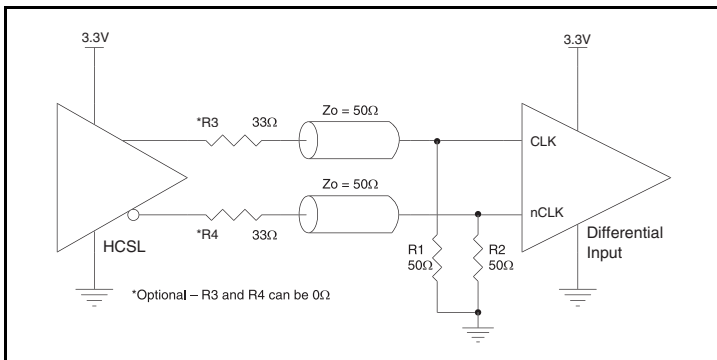 3.3V
3.3V
*R3
33Ω
Zo = 50Ω
CLK
Zo = 50Ω
nCLK
HCSL
*R4
33Ω
R1
50Ω
R2
50Ω
Differential
Input
*Optional – R3 and R4 can be 0Ω